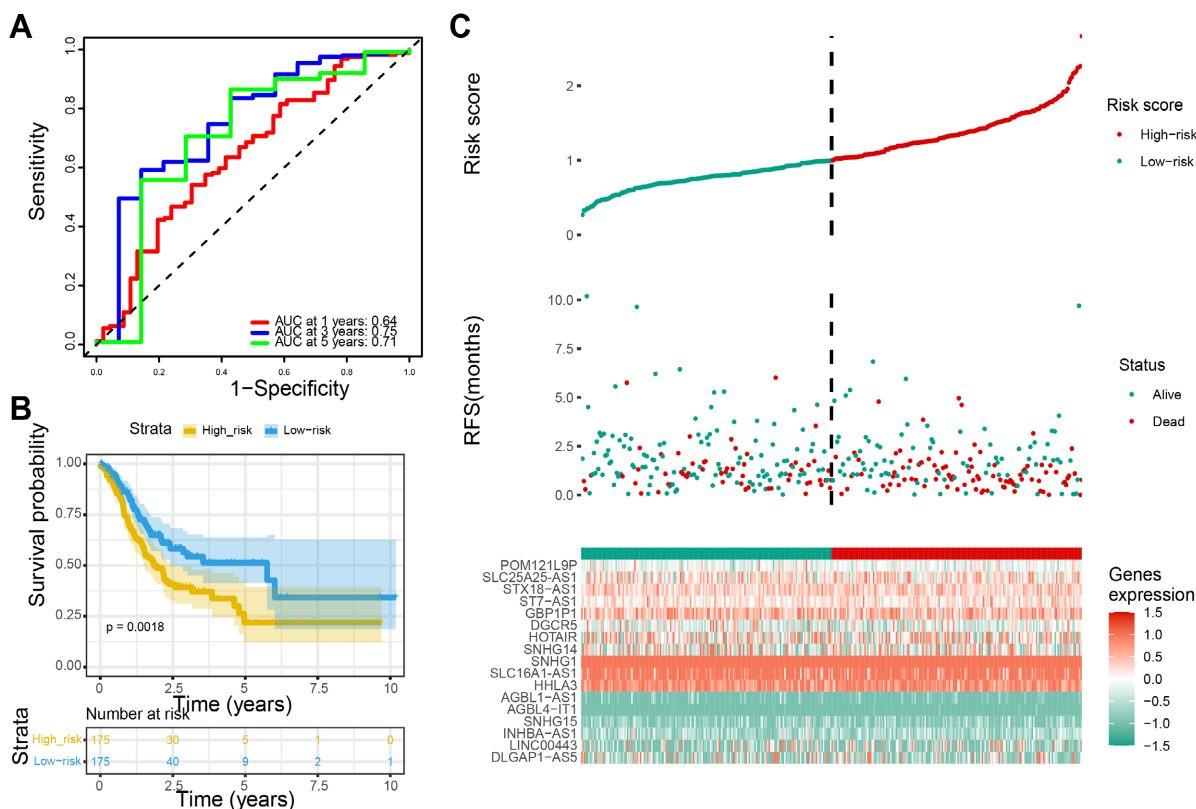 A
Sensitivity
1.0
0.8
0.6
0.4
0.2
0.0
AUC at 1 years: 0.64
AUC at 3 years: 0.75
AUC at 5 years: 0.71
0.0 0.2 0.4 0.6 0.8 1.0
1−Specificity
B
Strata High_risk Low−risk
Survival probability
1.00
0.75
0.50
0.25
0.00
p = 0.0018
0 2.5 5 7.5 10
Time (years)
Number at risk
Strata
High_risk 175 30 5 1 0
Low−risk 175 40 9 2 1
0 2.5 5 7.5 10
Time (years)
C
Risk score
2
1
0
Risk score
High−risk
Low−risk
RFS(months)
10.0
7.5
5.0
2.5
0.0
Status
Alive
Dead
POM121L9P
SLC25A25−AS1
STX18−AS1
ST7−AS1
GBP1P1
DGCR5
HOTAIR
SNHG14
SNHG1
SLC16A1−AS1
HHLA3
AGBL1−AS1
AGBL4−IT1
SNHG15
INHBA−AS1
LINC00443
DLGAP1−AS5
Genes
expression
1.5
1.0
0.5
0.0
−0.5
−1.0
−1.5